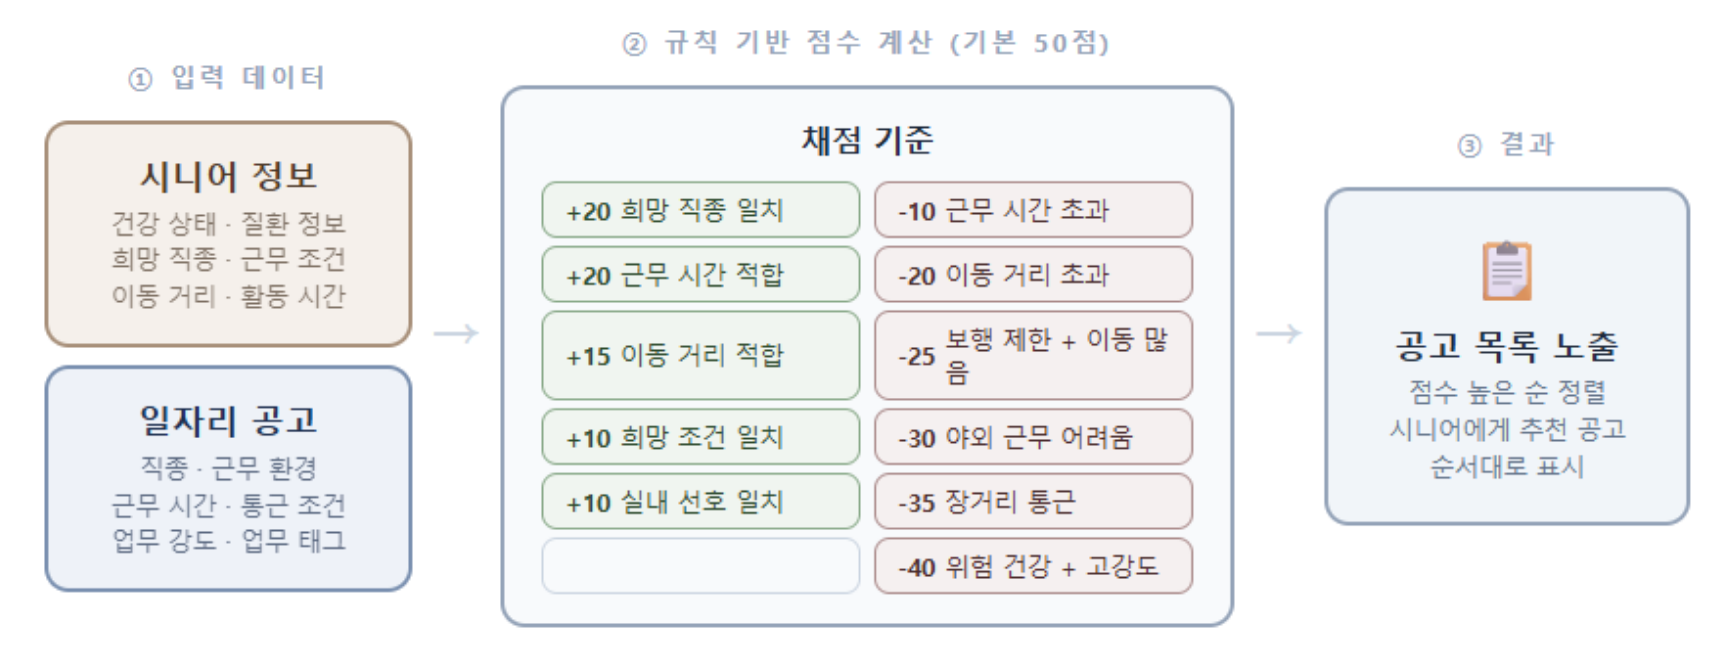 ① 입력 데이터
시니어 정보
건강 상태 · 질환 정보
희망 직종 · 근무 조건
이동 거리 · 활동 시간
일자리 공고
직종 · 근무 환경
근무 시간 · 통근 조건
업무 강도 · 업무 태그
→
② 규칙 기반 점수 계산 (기본 50점)
채점 기준
+20 희망 직종 일치
-10 근무 시간 초과
+20 근무 시간 적합
-20 이동 거리 초과
+15 이동 거리 적합
-25 보행 제한 + 이동 많
음
+10 희망 조건 일치
-30 야외 근무 어려움
+10 실내 선호 일치
-35 장거리 통근
-40 위험 건강 + 고강도
→
③ 결과
공고 목록 노출
점수 높은 순 정렬
시니어에게 추천 공고
순서대로 표시